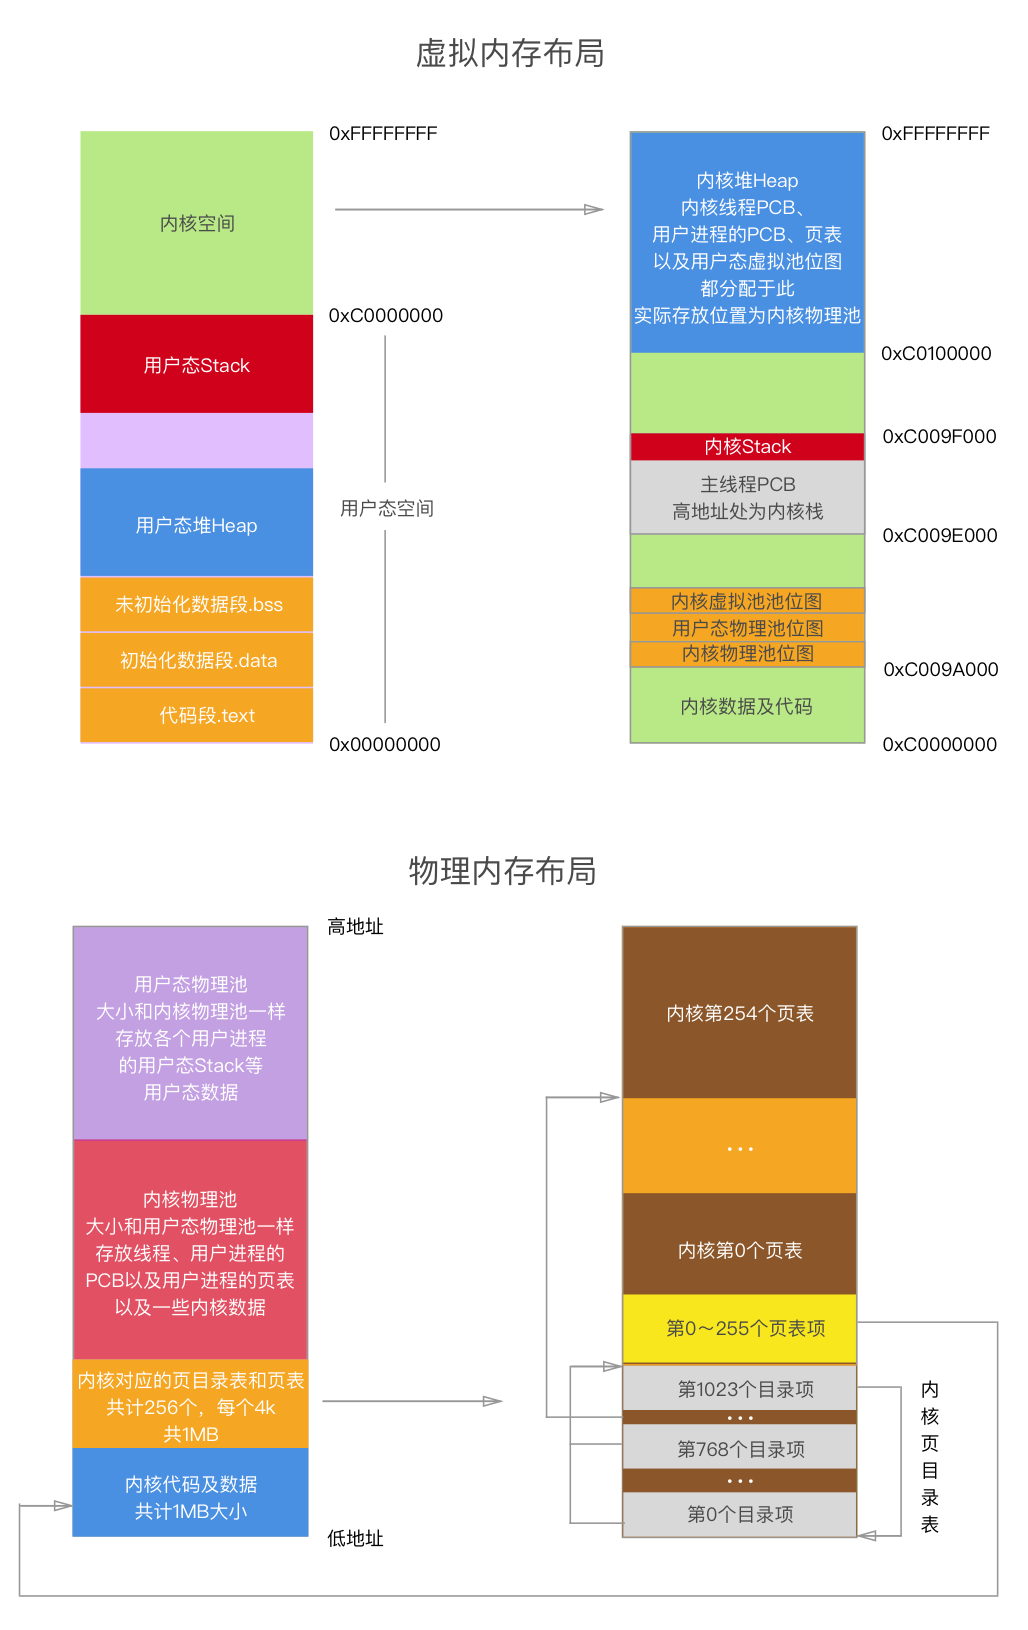 虚拟内存布局
0xFFFFFFFF
内核空间
0xC0000000
用户态Stack
用户态堆Heap
用户态空间
未初始化数据段.bss
初始化数据段.data
代码段.text
0x00000000
0xFFFFFFFF
内核堆Heap
内核线程PCB、
用户进程的PCB、页表
以及用户态虚拟池位图
都分配于此
实际存放位置为内核物理池
0xC0100000
0xC009F000
内核Stack
主线程PCB
高地址处为内核栈
0xC009E000
内核虚拟池池位图
用户态物理池位图
内核物理池位图
0xC009A000
内核数据及代码
0xC0000000
物理内存布局
高地址
用户态物理池
大小和内核物理池一样
存放各个用户进程
的用户态Stack等
用户态数据
内核物理池
大小和用户态物理池一样
存放线程、用户进程的
PCB以及用户进程的页表
以及一些内核数据
内核对应的页目录表和页表
共计256个，每个4k
共1MB
内核代码及数据
共计1MB大小
低地址
内核第254个页表
...
内核第0个页表
第0～255个页表项
第1023个目录项
...
第768个目录项
...
第0个目录项
内核页目录表